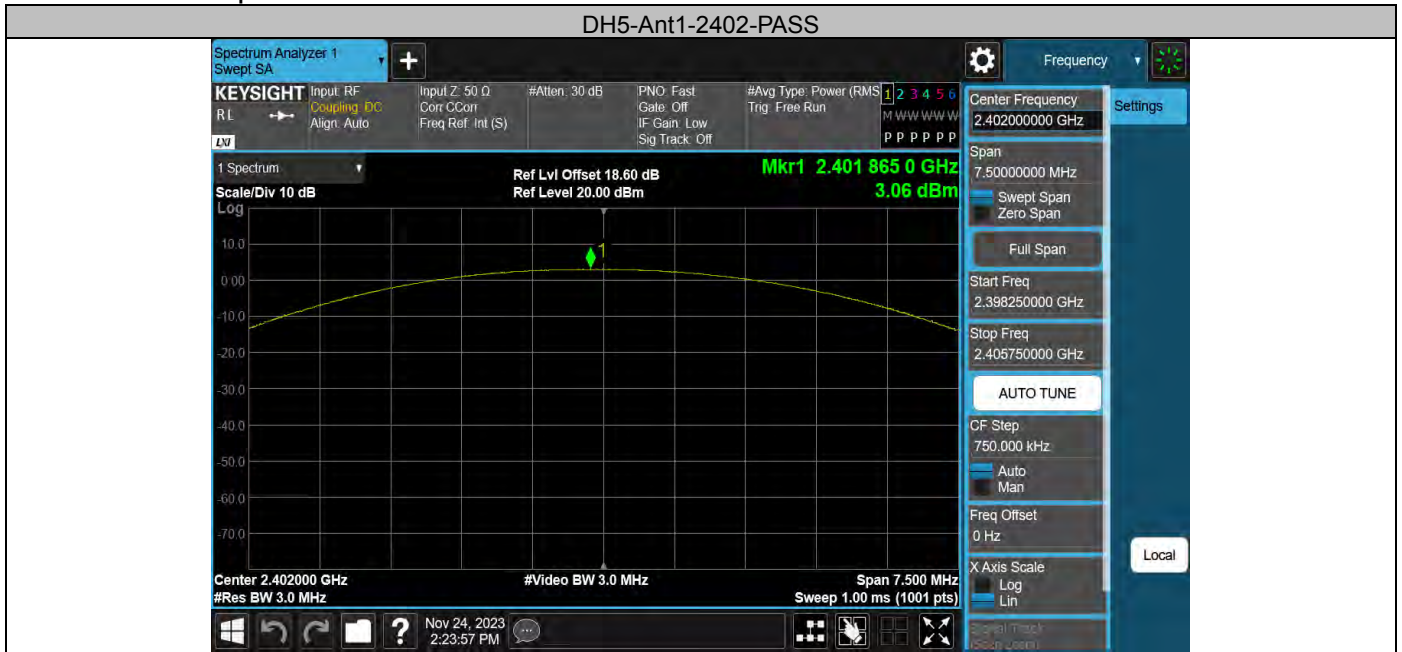 DH5-Ant1-2402-PASS
Spectrum Analyzer 1
Swept SA
Frequency
KEYSIGHT
RL
LXI
Input: RF
Coupling: DC
Align: Auto
Input Z: 50 Ω
Corr CCorr
Freq Ref: Int (S)
#Atten: 30 dB
PNO: Fast
Gate: Off
IF Gain: Low
Sig Track: Off
#Avg Type: Power (RMS
Trig: Free Run
1 2 3 4 5 6
M W W W W W
P P P P P P
Center Frequency
2.402000000 GHz
Settings
Span
7.50000000 MHz
Swept Span
Zero Span
Full Span
Start Freq
2.398250000 GHz
Stop Freq
2.405750000 GHz
AUTO TUNE
CF Step
750.000 kHz
Auto
Man
Freq Offset
0 Hz
X Axis Scale
Log
Lin
Signal Track
(Span Zoom)
Local
1 Spectrum
Scale/Div 10 dB
Log
Ref Lvl Offset 18.60 dB
Ref Level 20.00 dBm
Mkr1 2.401 865 0 GHz
3.06 dBm
1
10.0
0.00
-10.0
-20.0
-30.0
-40.0
-50.0
-60.0
-70.0
Center 2.402000 GHz
#Res BW 3.0 MHz
#Video BW 3.0 MHz
Span 7.500 MHz
Sweep 1.00 ms (1001 pts)
?
Nov 24, 2023
2:23:57 PM